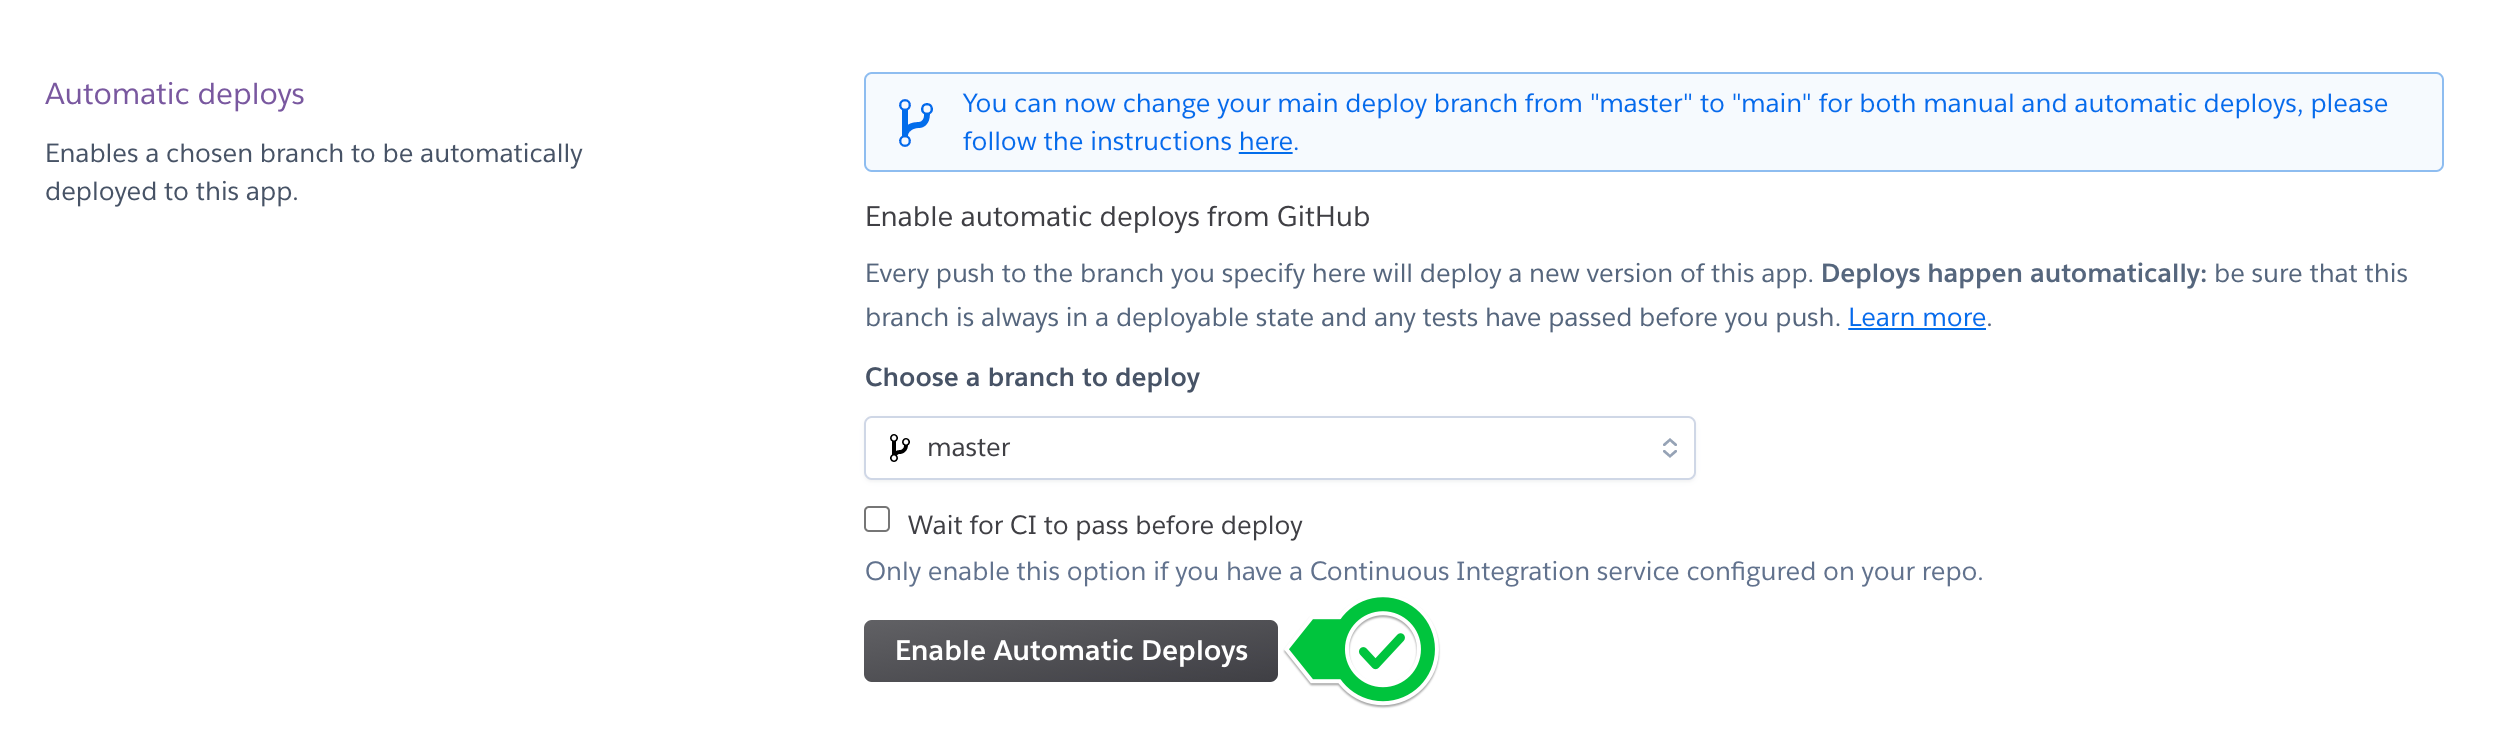 Automatic deploys
Enables a chosen branch to be automatically
deployed to this app.
You can now change your main deploy branch from "master" to "main" for both manual and automatic deploys, please
follow the instructions here.
Enable automatic deploys from GitHub
Every push to the branch you specify here will deploy a new version of this app. Deploys happen automatically: be sure that this
branch is always in a deployable state and any tests have passed before you push. Learn more.
Choose a branch to deploy
master
Wait for CI to pass before deploy
Only enable this option if you have a Continuous Integration service configured on your repo.
Enable Automatic Deploys